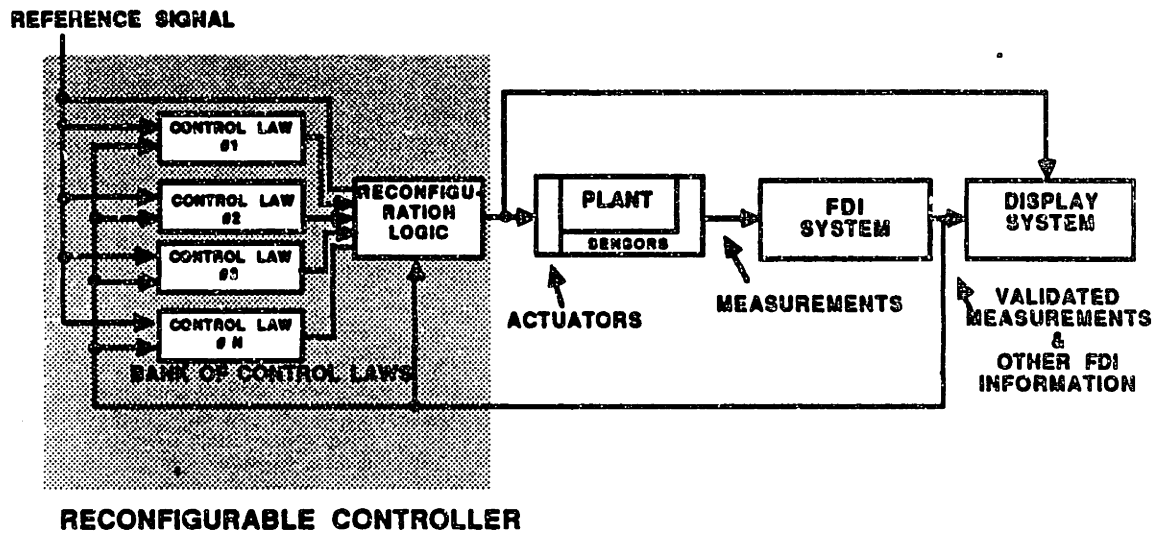 REFERENCE SIGNAL
CONTROL LAW
#1
CONTROL LAW
#2
CONTROL LAW
#3
CONTROL LAW
# N
BANK OF CONTROL LAWS
RECONFIGU-
RATION
LOGIC
PLANT
SENSORS
ACTUATORS
MEASUREMENTS
FDI
SYSTEM
DISPLAY
SYSTEM
VALIDATED
MEASUREMENTS
&
OTHER FDI
INFORMATION
RECONFIGURABLE CONTROLLER